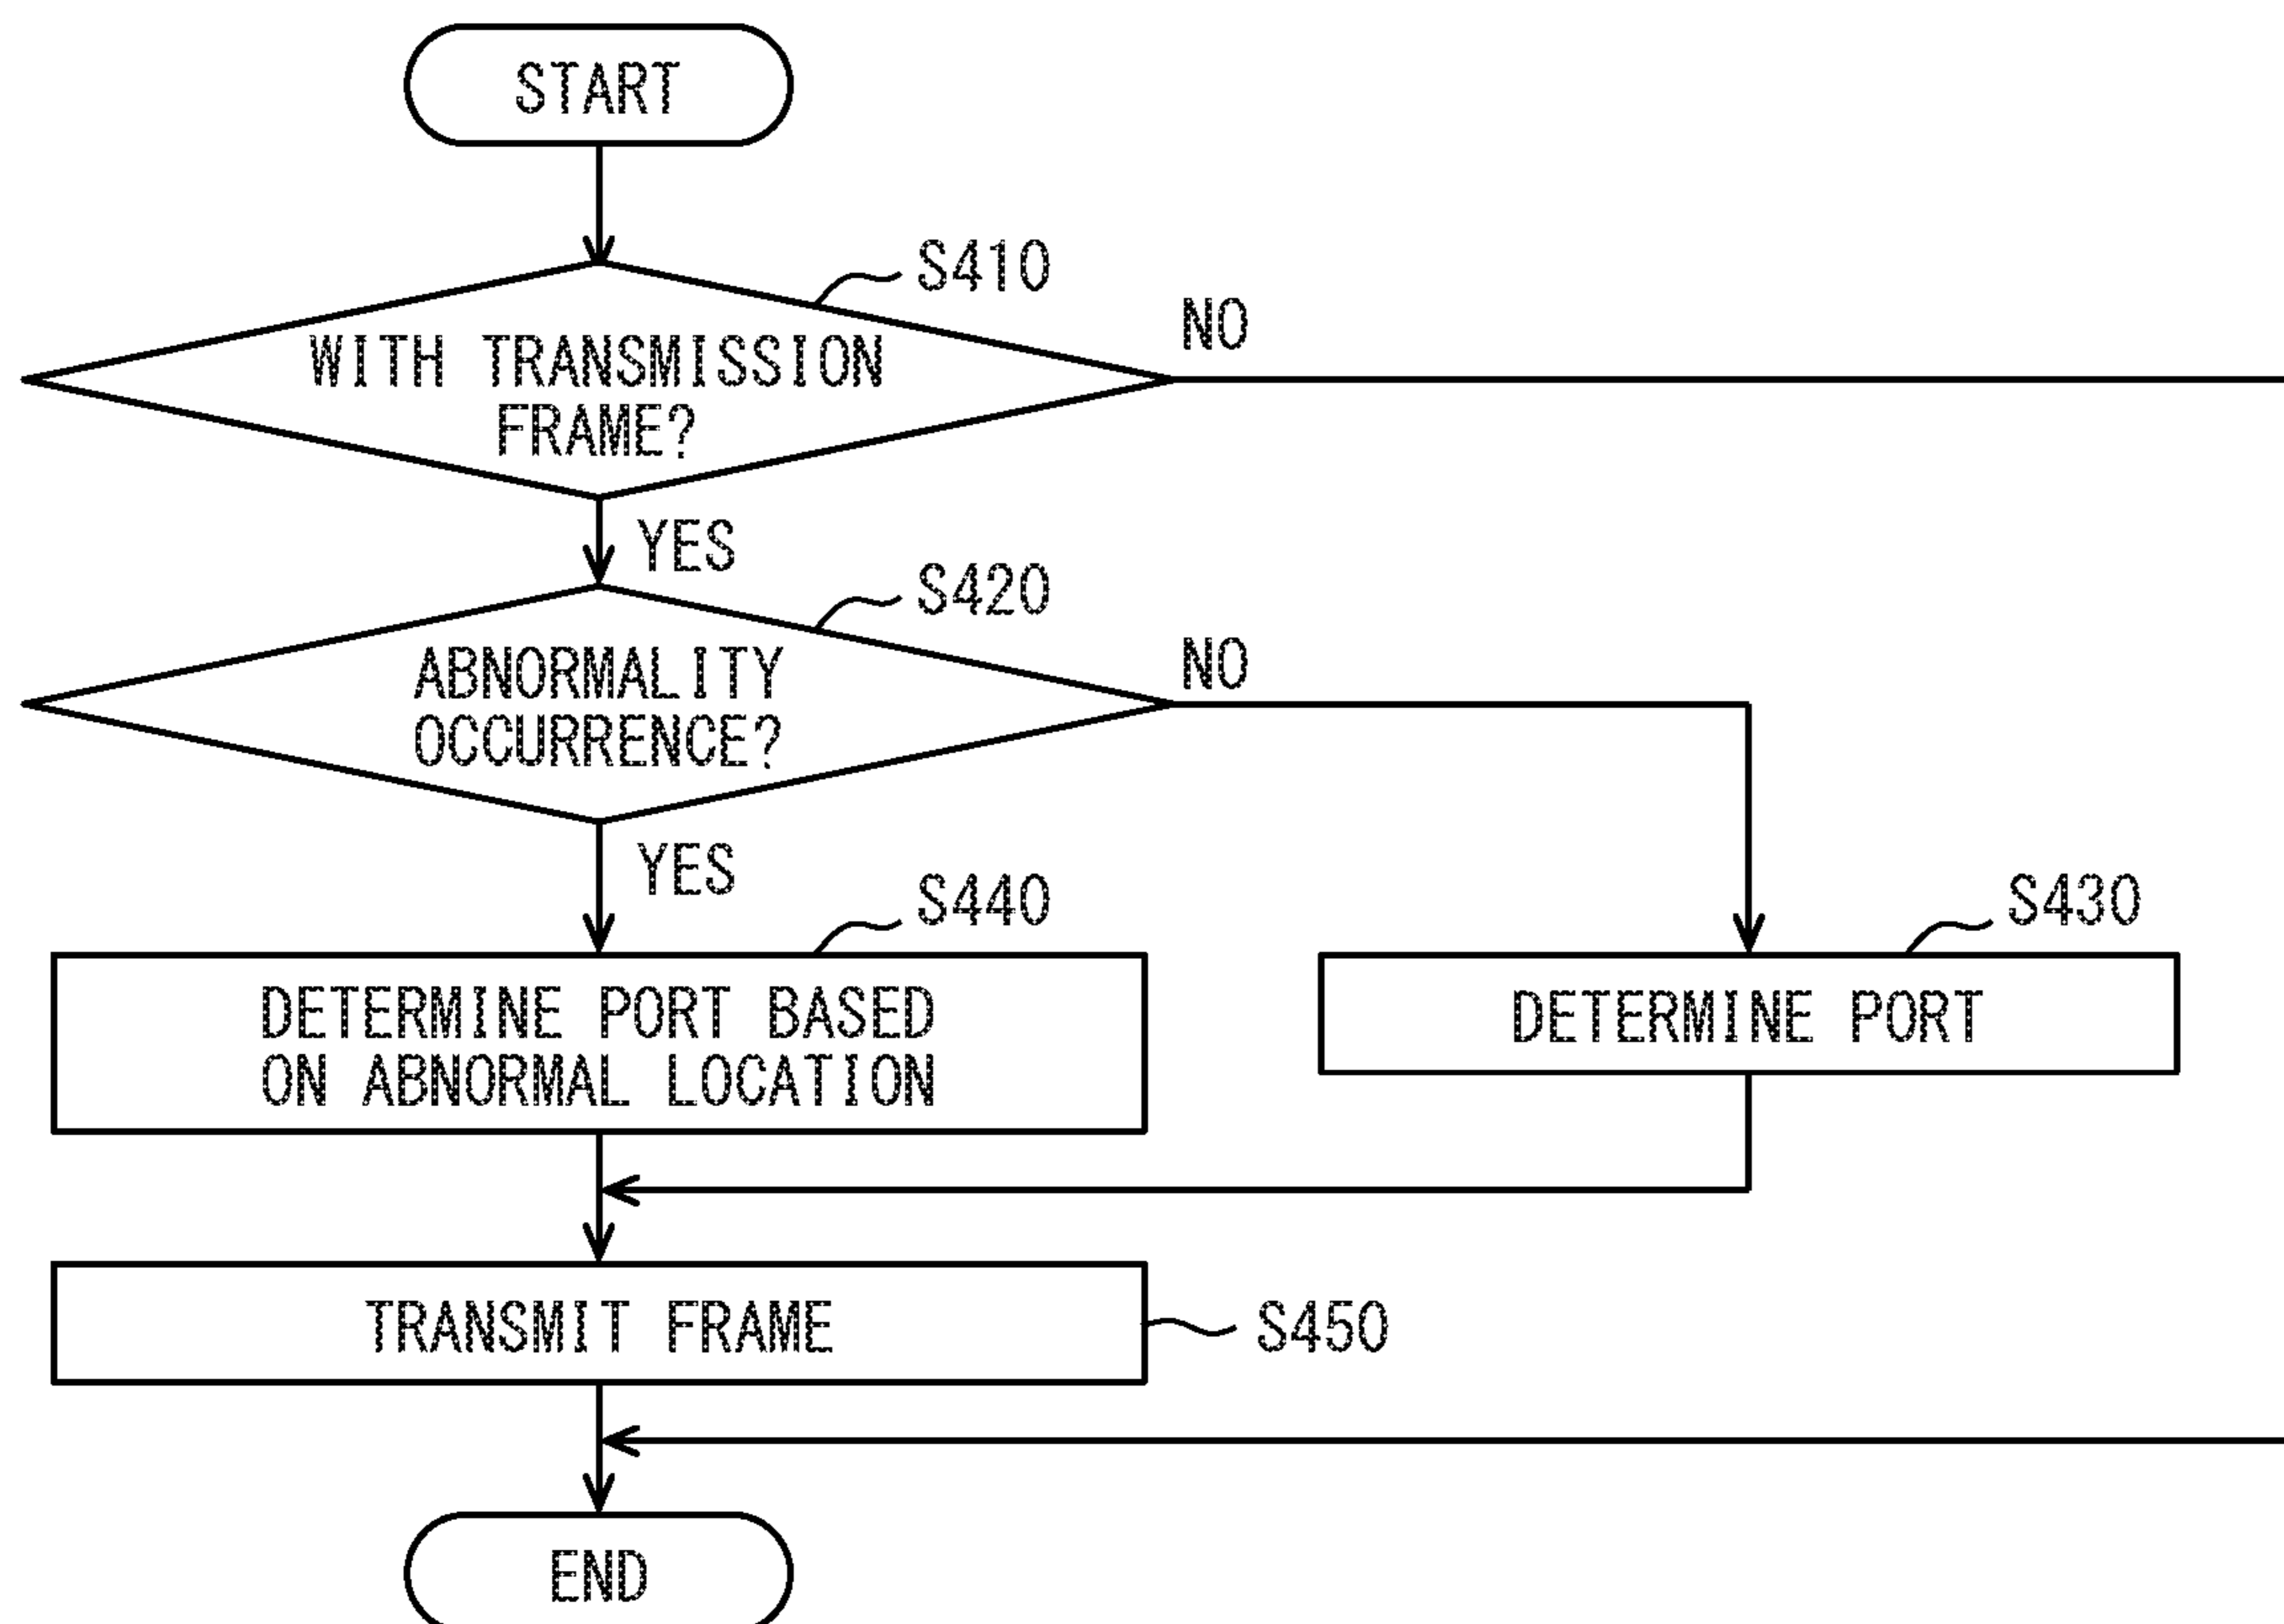 START
S410
NO
WITH TRANSMISSION
FRAME?
YES
S420
NO
ABNORMALITY
OCCURRENCE?
YES
S440
S430
DETERMINE PORT BASED
ON ABNORMAL LOCATION
DETERMINE PORT
TRANSMIT FRAME
S450
END